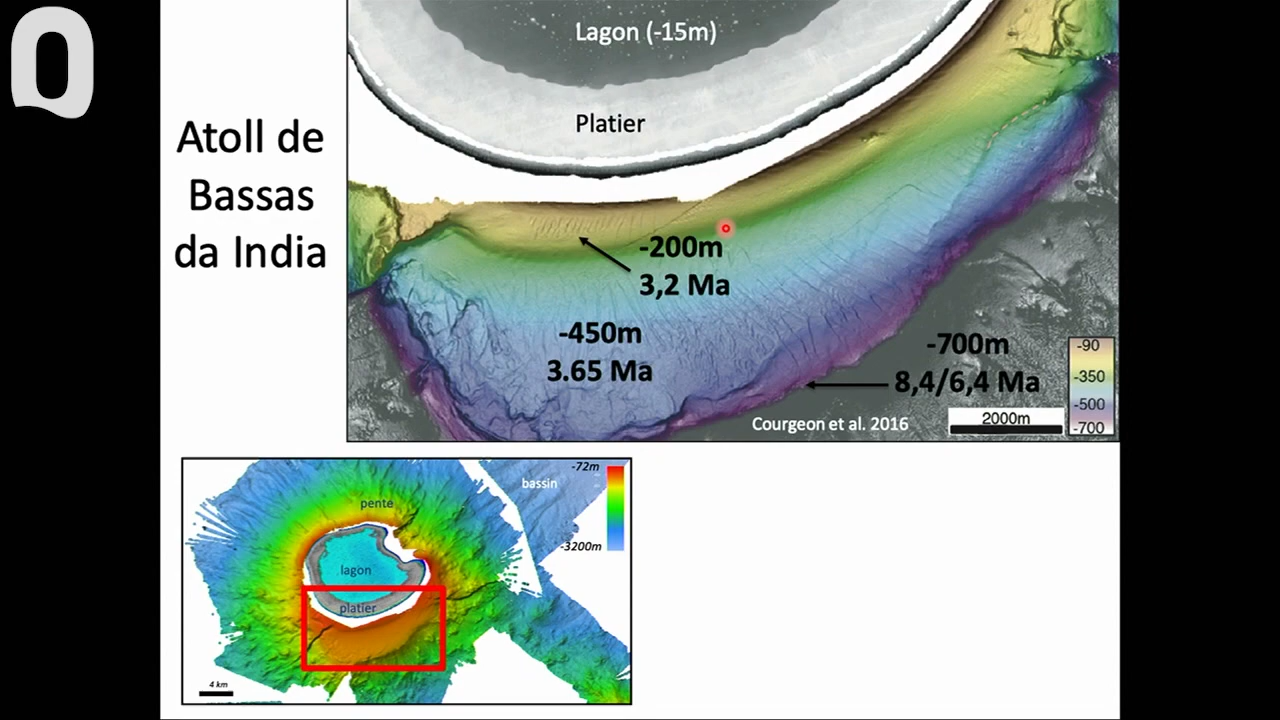 Atoll de
Bassas
da India
Lagon (-15m)
Platier
-200m
3,2 Ma
-450m
3.65 Ma
-700m
8,4/6,4 Ma
Courgeon et al. 2016
2000m
-90
-350
-500
-700
pente
lagon
platier
4 km
bassin
-72m
-3200m